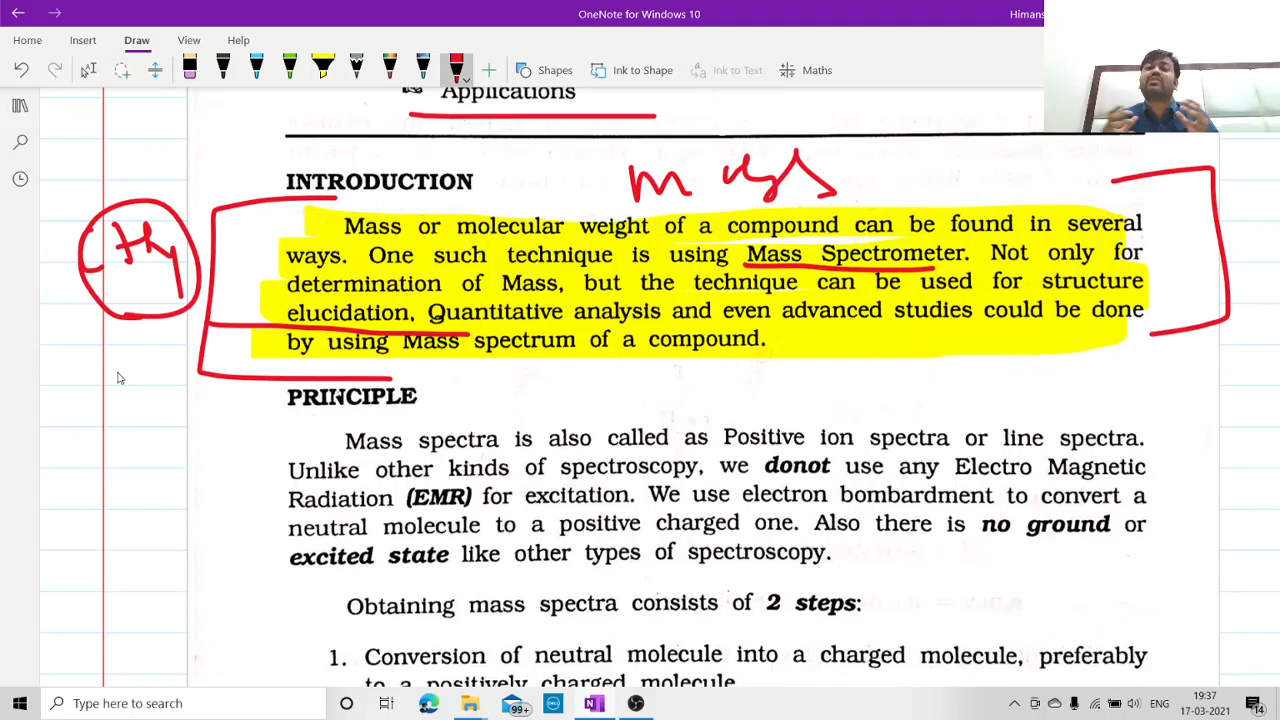 OneNote for Windows 10
Himans
Home Insert Draw View Help
Shapes Ink to Shape Ink to Text Maths
Applications
INTRODUCTION
Mass or molecular weight of a compound can be found in several
ways. One such technique is using Mass Spectrometer. Not only for
determination of Mass, but the technique can be used for structure
elucidation, Quantitative analysis and even advanced studies could be done
by using Mass spectrum of a compound.
PRINCIPLE
Mass spectra is also called as Positive ion spectra or line spectra.
Unlike other kinds of spectroscopy, we donot use any Electro Magnetic
Radiation (EMR) for excitation. We use electron bombardment to convert a
neutral molecule to a positive charged one. Also there is no ground or
excited state like other types of spectroscopy.
Obtaining mass spectra consists of 2 steps:
1. Conversion of neutral molecule into a charged molecule, preferably
to a positively charged molecule.
Type here to search
99+
ENG
19:37
17-03-2021
14